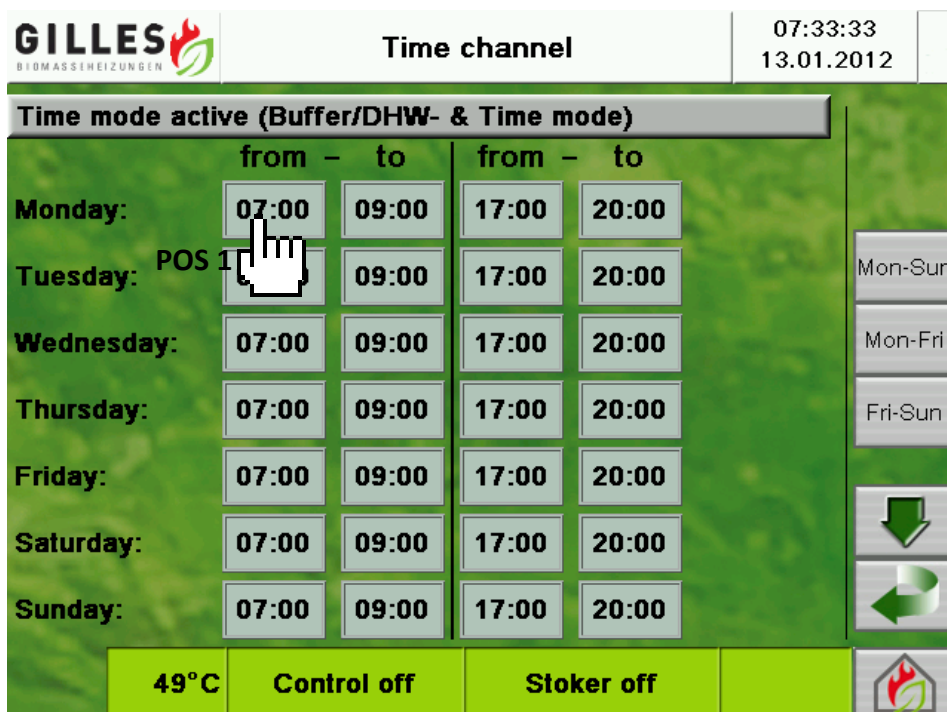 GILLES
BIOMASSEHEIZUNGEN
Time channel
07:33:33
13.01.2012
Time mode active (Buffer/DHW- & Time mode)
from – to from – to
Monday: 07:00 09:00 17:00 20:00
POS 1
Tuesday: 09:00 17:00 20:00
Wednesday: 07:00 09:00 17:00 20:00
Thursday: 07:00 09:00 17:00 20:00
Friday: 07:00 09:00 17:00 20:00
Saturday: 07:00 09:00 17:00 20:00
Sunday: 07:00 09:00 17:00 20:00
Mon-Sun
Mon-Fri
Fri-Sun
49°C Control off Stoker off